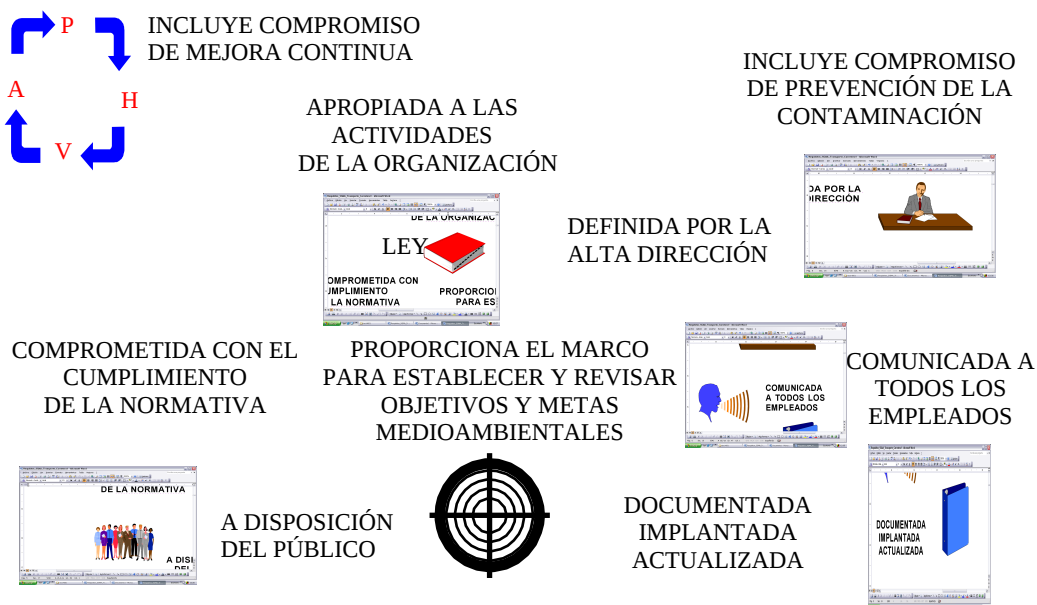 P
A
H
V
INCLUYE COMPROMISO
DE MEJORA CONTINUA
INCLUYE COMPROMISO
DE PREVENCIÓN DE LA
CONTAMINACIÓN
APROPIADA A LAS
ACTIVIDADES
DE LA ORGANIZACIÓN
DA POR LA
DIRECCIÓN
DE LA ORGANIZAC
LEY
OMPROMETIDA CON
UMPLIMIENTO
LA NORMATIVA
PROPORCIO
PARA ES
DEFINIDA POR LA
ALTA DIRECCIÓN
COMPROMETIDA CON EL
CUMPLIMIENTO
DE LA NORMATIVA
PROPORCIONA EL MARCO
PARA ESTABLECER Y REVISAR
OBJETIVOS Y METAS
MEDIOAMBIENTALES
COMUNICADA
A TODOS LOS
EMPLEADOS
COMUNICADA A
TODOS LOS
EMPLEADOS
DE LA NORMATIVA
A DISI
A DISPOSICIÓN
DEL PÚBLICO
DOCUMENTADA
IMPLANTADA
ACTUALIZADA
DOCUMENTADA
IMPLANTADA
ACTUALIZADA